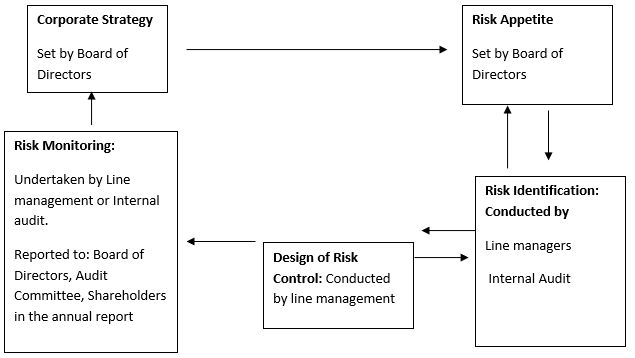 Corporate Strategy
Set by Board of
Directors
Risk Appetite
Set by Board of
Directors
Risk Monitoring:
Undertaken by Line
management or Internal
audit.
Reported to: Board of
Directors, Audit
Committee, Shareholders
in the annual report
Design of Risk
Control: Conducted
by line management
Risk Identification:
Conducted by
Line managers
Internal Audit